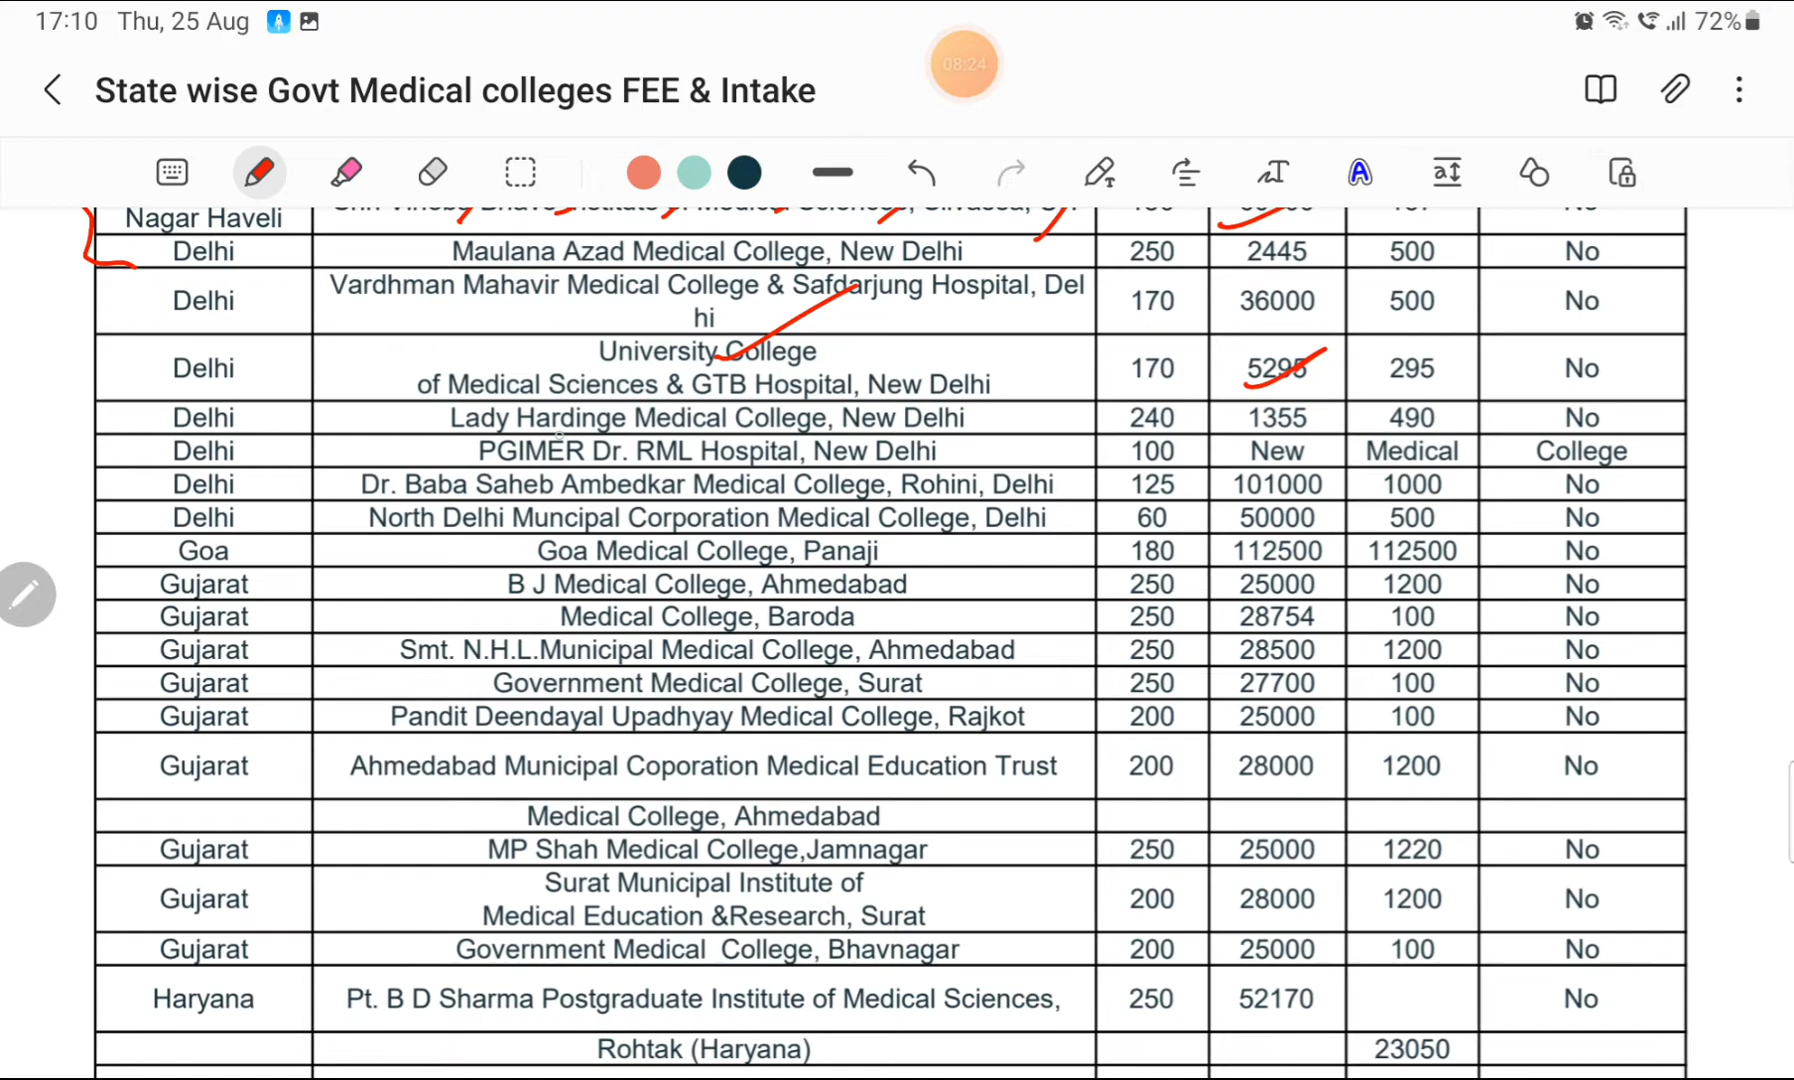 17:10 Thu, 25 Aug
72%
08:24
State wise Govt Medical colleges FEE & Intake
Nagar Haveli
Delhi Maulana Azad Medical College, New Delhi 250 2445 500 No
Delhi Vardhman Mahavir Medical College & Safdarjung Hospital, Del
hi 170 36000 500 No
Delhi University College
of Medical Sciences & GTB Hospital, New Delhi 170 5295 295 No
Delhi Lady Hardinge Medical College, New Delhi 240 1355 490 No
Delhi PGIMER Dr. RML Hospital, New Delhi 100 New Medical College
Delhi Dr. Baba Saheb Ambedkar Medical College, Rohini, Delhi 125 101000 1000 No
Delhi North Delhi Muncipal Corporation Medical College, Delhi 60 50000 500 No
Goa Goa Medical College, Panaji 180 112500 112500 No
Gujarat B J Medical College, Ahmedabad 250 25000 1200 No
Gujarat Medical College, Baroda 250 28754 100 No
Gujarat Smt. N.H.L.Municipal Medical College, Ahmedabad 250 28500 1200 No
Gujarat Government Medical College, Surat 250 27700 100 No
Gujarat Pandit Deendayal Upadhyay Medical College, Rajkot 200 25000 100 No
Gujarat Ahmedabad Municipal Coporation Medical Education Trust 200 28000 1200 No
Medical College, Ahmedabad
Gujarat MP Shah Medical College,Jamnagar 250 25000 1220 No
Gujarat Surat Municipal Institute of
Medical Education &Research, Surat 200 28000 1200 No
Gujarat Government Medical College, Bhavnagar 200 25000 100 No
Haryana Pt. B D Sharma Postgraduate Institute of Medical Sciences, 250 52170 No
Rohtak (Haryana) 23050